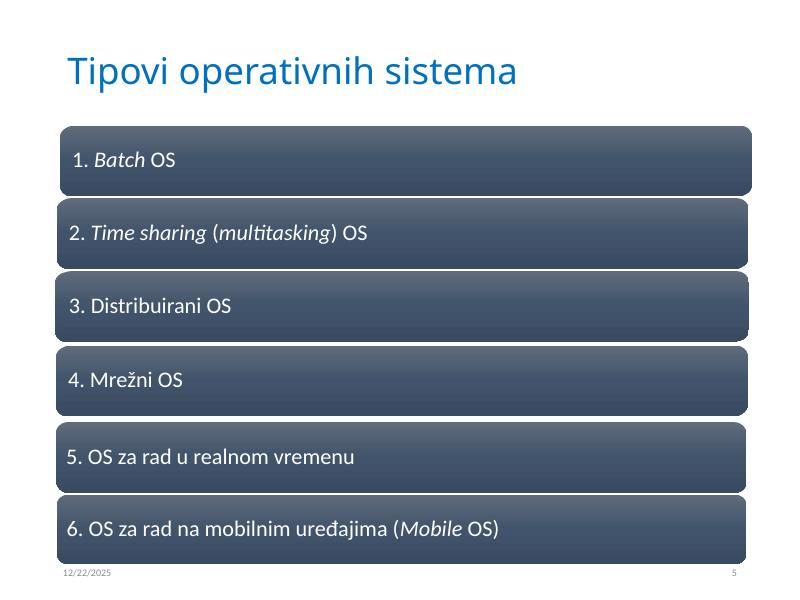 Tipovi operativnih sistema
1. Batch OS
2. Time sharing (multitasking) OS
3. Distribuirani OS
4. Mrežni OS
5. OS za rad u realnom vremenu
6. OS za rad na mobilnim uređajima (Mobile OS)
12/22/2025
5